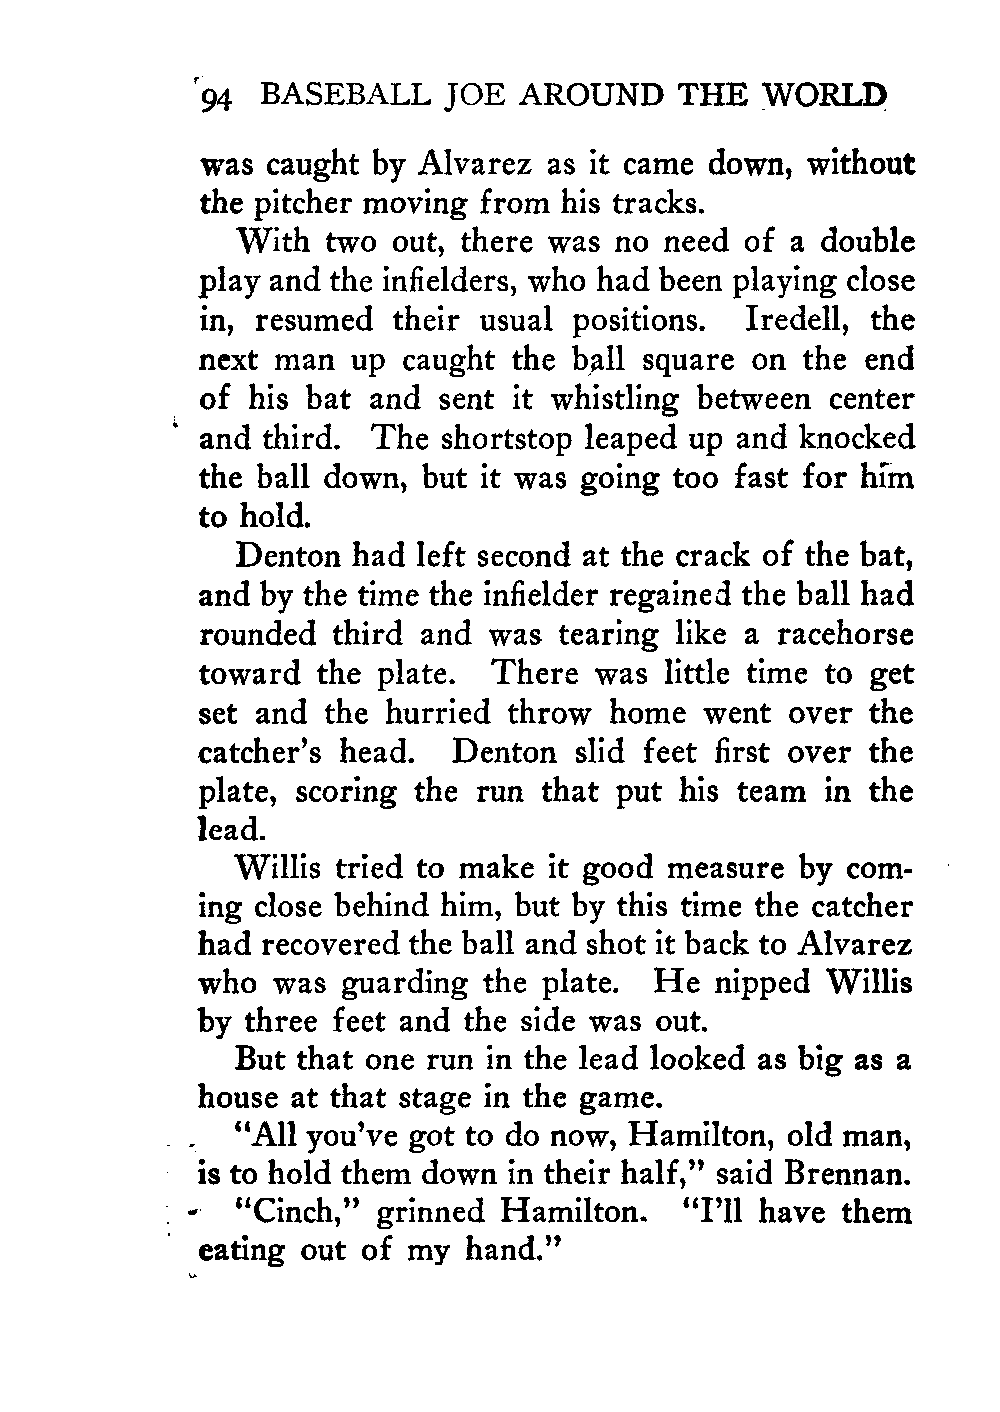 94 BASEBALL JOE AROUND THE WORLD
was caught by Alvarez as it came down, without
the pitcher moving from his tracks.
With two out, there was no need of a double
play and the infielders, who had been playing close
in, resumed their usual positions. Iredell, the
next man up caught the ball square on the end
of his bat and sent it whistling between center
and third. The shortstop leaped up and knocked
the ball down, but it was going too fast for him
to hold.
Denton had left second at the crack of the bat,
and by the time the infielder regained the ball had
rounded third and was tearing like a racehorse
toward the plate. There was little time to get
set and the hurried throw home went over the
catcher's head. Denton slid feet first over the
plate, scoring the run that put his team in the
lead.
Willis tried to make it good measure by com-
ing close behind him, but by this time the catcher
had recovered the ball and shot it back to Alvarez
who was guarding the plate. He nipped Willis
by three feet and the side was out.
But that one run in the lead looked as big as a
house at that stage in the game.
"All you've got to do now, Hamilton, old man,
is to hold them down in their half," said Brennan.
"Cinch," grinned Hamilton. "I'll have them
eating out of my hand."